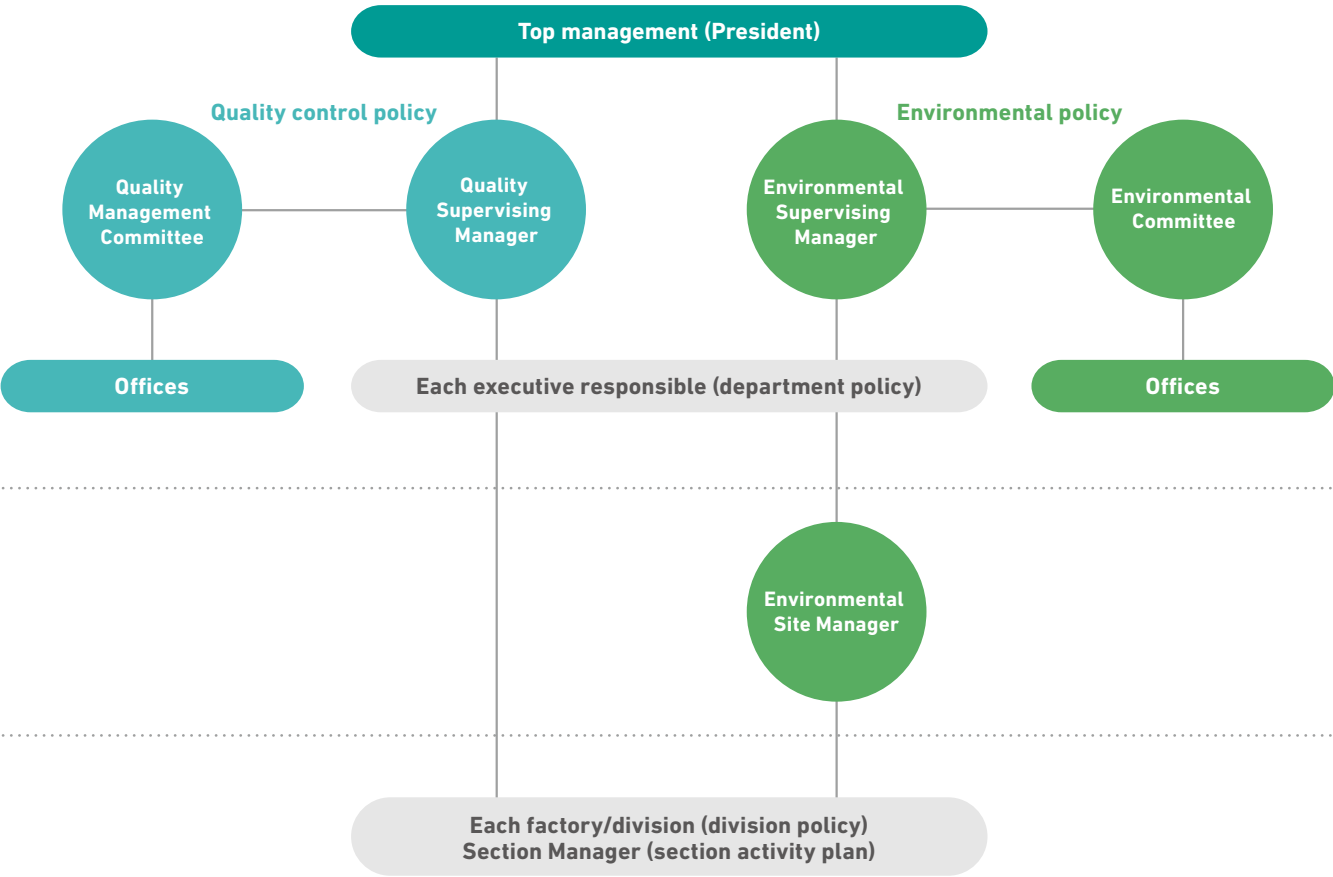 Top management (President)
Quality control policy
Environmental policy
Quality
Management
Committee
Quality
Supervising
Manager
Environmental
Supervising
Manager
Environmental
Committee
Offices
Each executive responsible (department policy)
Offices
Environmental
Site Manager
Each factory/division (division policy)
Section Manager (section activity plan)